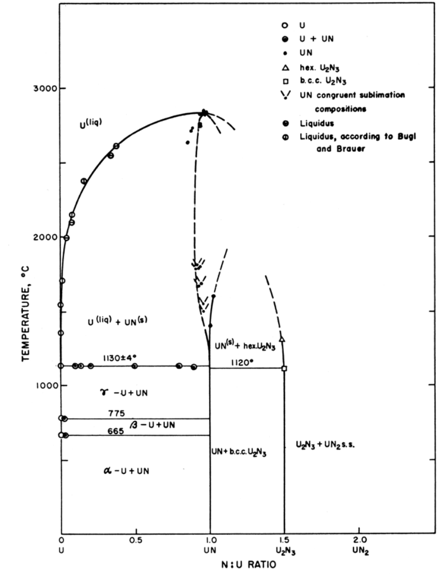 U
U + UN
UN
hex. U₂N₃
b.c.c. U₂N₃
UN congruent sublimation
compositions
Liquidus
Liquidus, according to Bugl
and Brauer
3000
U(liq)
2000
TEMPERATURE, °C
U(liq) + UN(s)
UN(s) + hex.U₂N₃
1130±4°
1120°
1000
γ -U+UN
775
β -U+UN
665
UN+b.c.c.U₂N₃
U₂N₃+UN₂s.s.
α -U+UN
0
0.5
1.0
1.5
2.0
U
UN
U₂N₃
UN₂
N:U RATIO